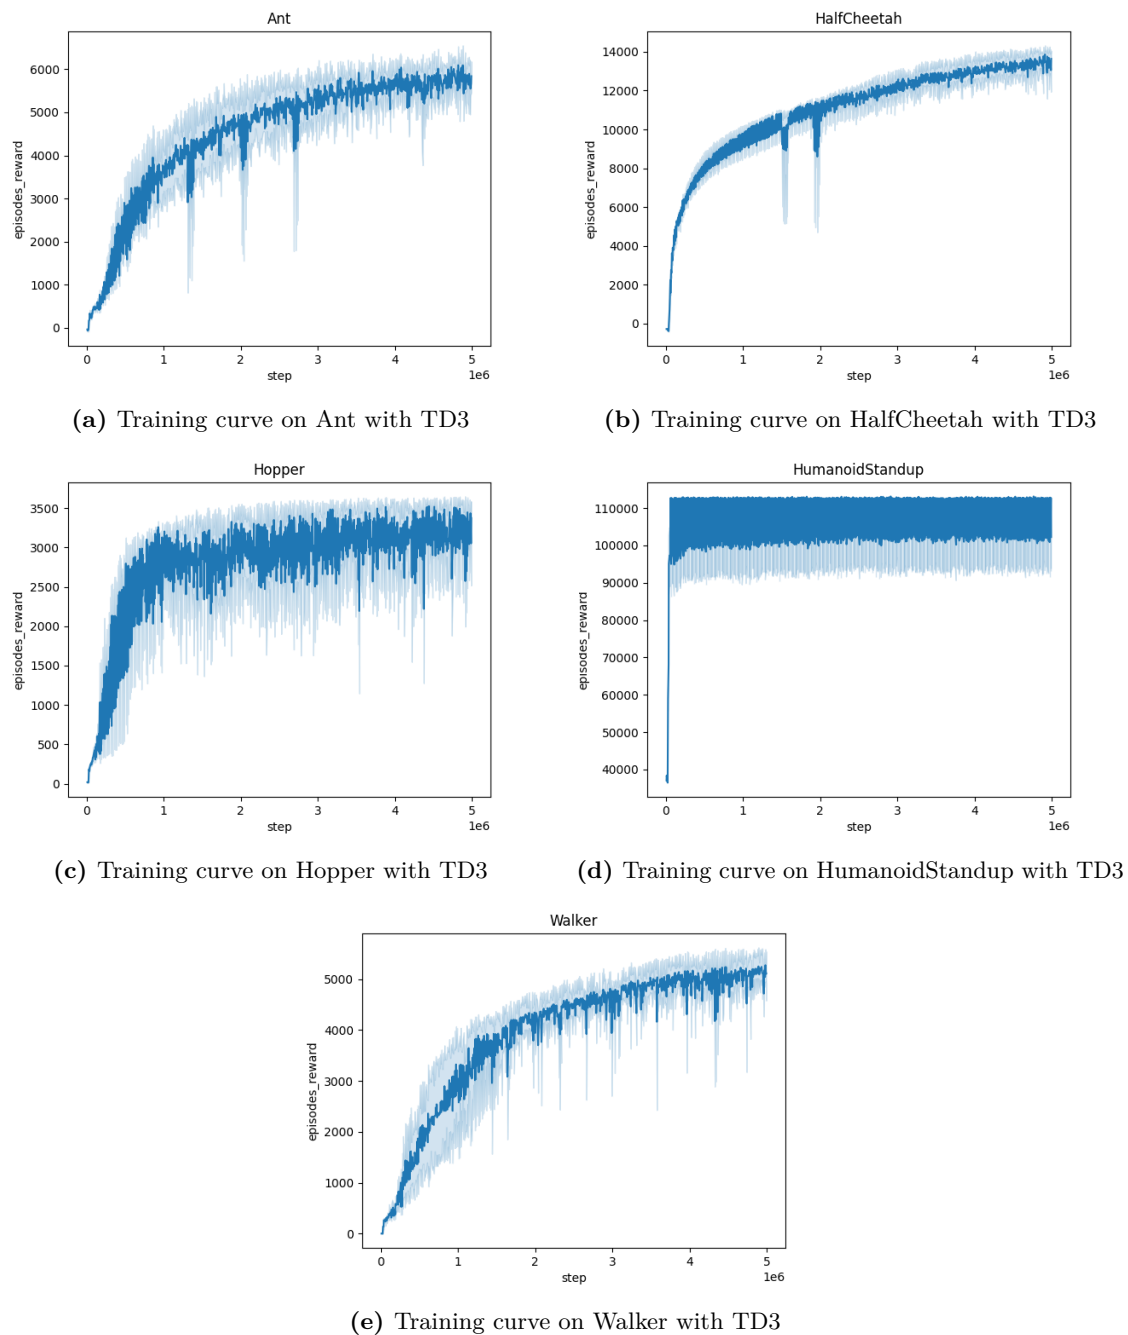 Ant
6000
5000
4000
3000
2000
1000
0
episodes_reward
0 1 2 3 4 5
step
1e6
(a) Training curve on Ant with TD3
HalfCheetah
14000
12000
10000
8000
6000
4000
2000
0
episodes_reward
0 1 2 3 4 5
step
1e6
(b) Training curve on HalfCheetah with TD3
Hopper
3500
3000
2500
2000
1500
1000
500
0
episodes_reward
0 1 2 3 4 5
step
1e6
(c) Training curve on Hopper with TD3
HumanoidStandup
110000
100000
90000
80000
70000
60000
50000
40000
episodes_reward
0 1 2 3 4 5
step
1e6
(d) Training curve on HumanoidStandup with TD3
Walker
5000
4000
3000
2000
1000
0
episodes_reward
0 1 2 3 4 5
step
1e6
(e) Training curve on Walker with TD3